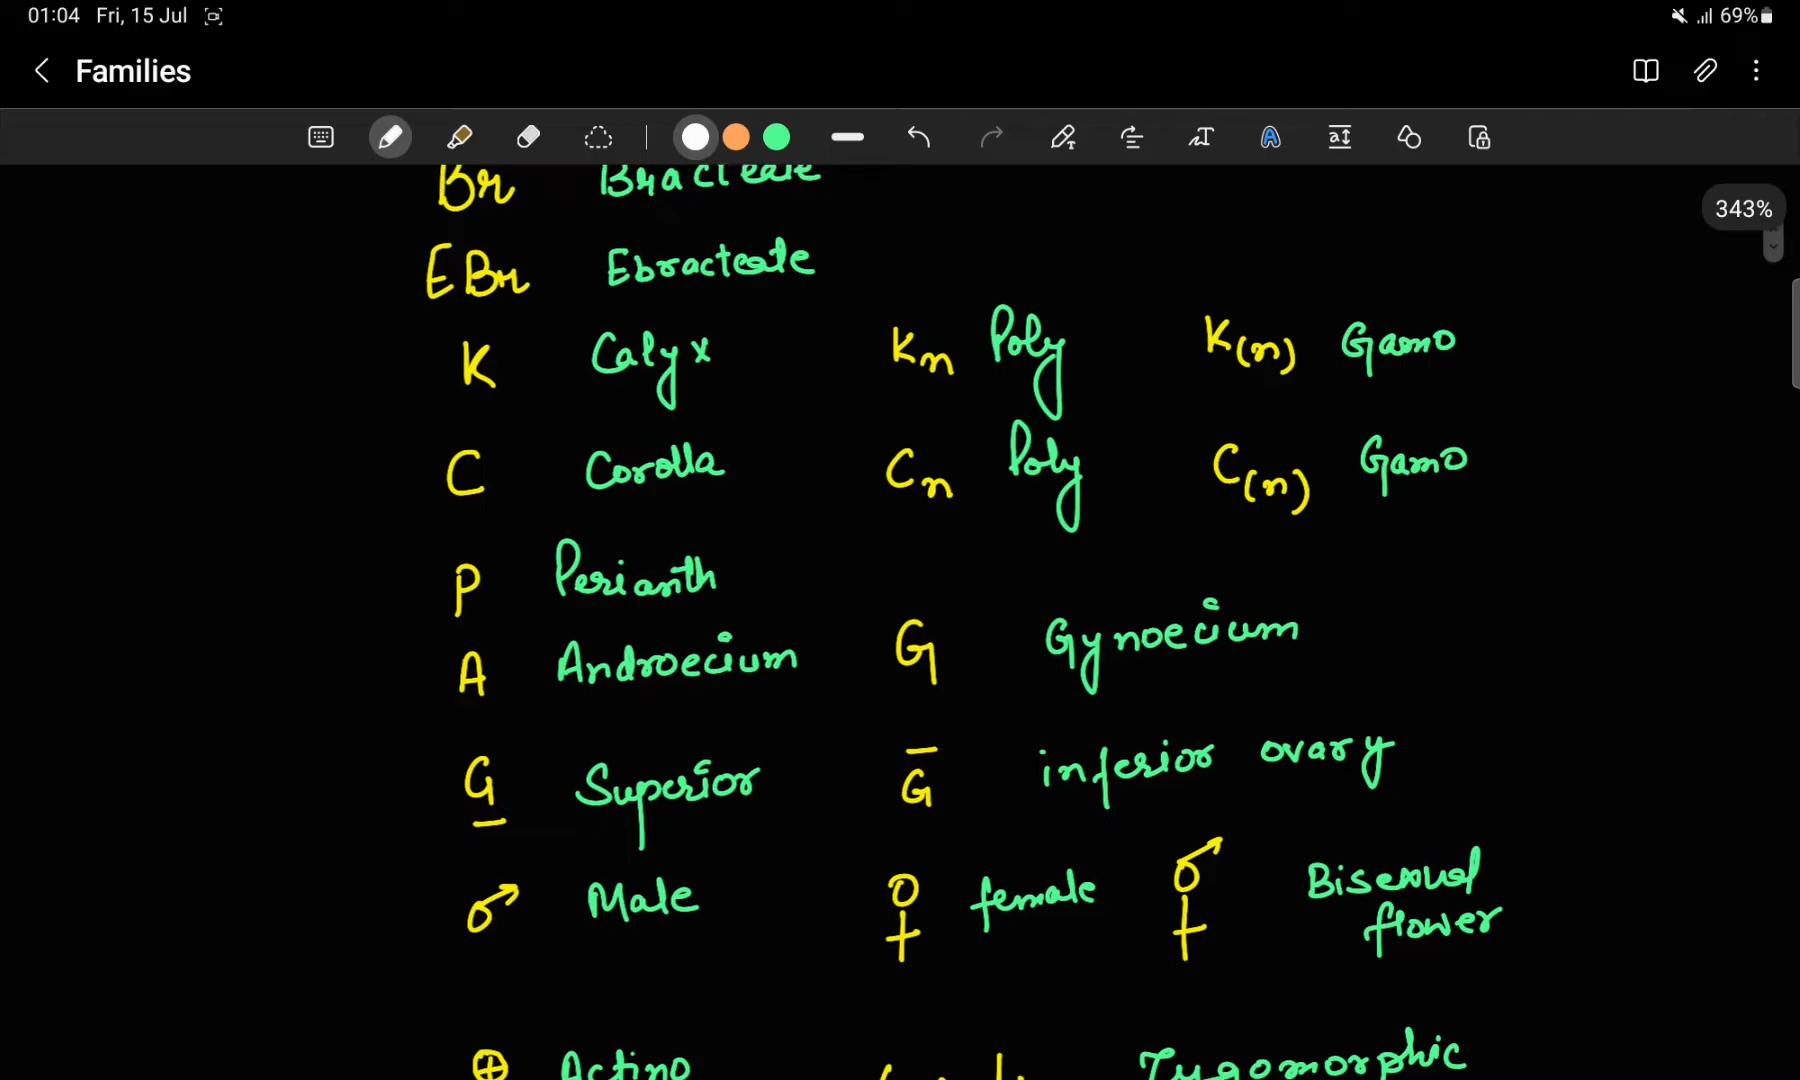 01:04 Fri, 15 Jul 69%
Families
343%
Br Bracteate
EBr Ebracteate
K Calyx Kn Poly K(n) Gamo
C Corolla Cn Poly C(n) Gamo
P Perianth
A Androecium G Gynoecium
G Superior G inferior ovary
♂ Male ♀ female ⚥ Bisexual
flower
⊕ Actino Zygomorphic